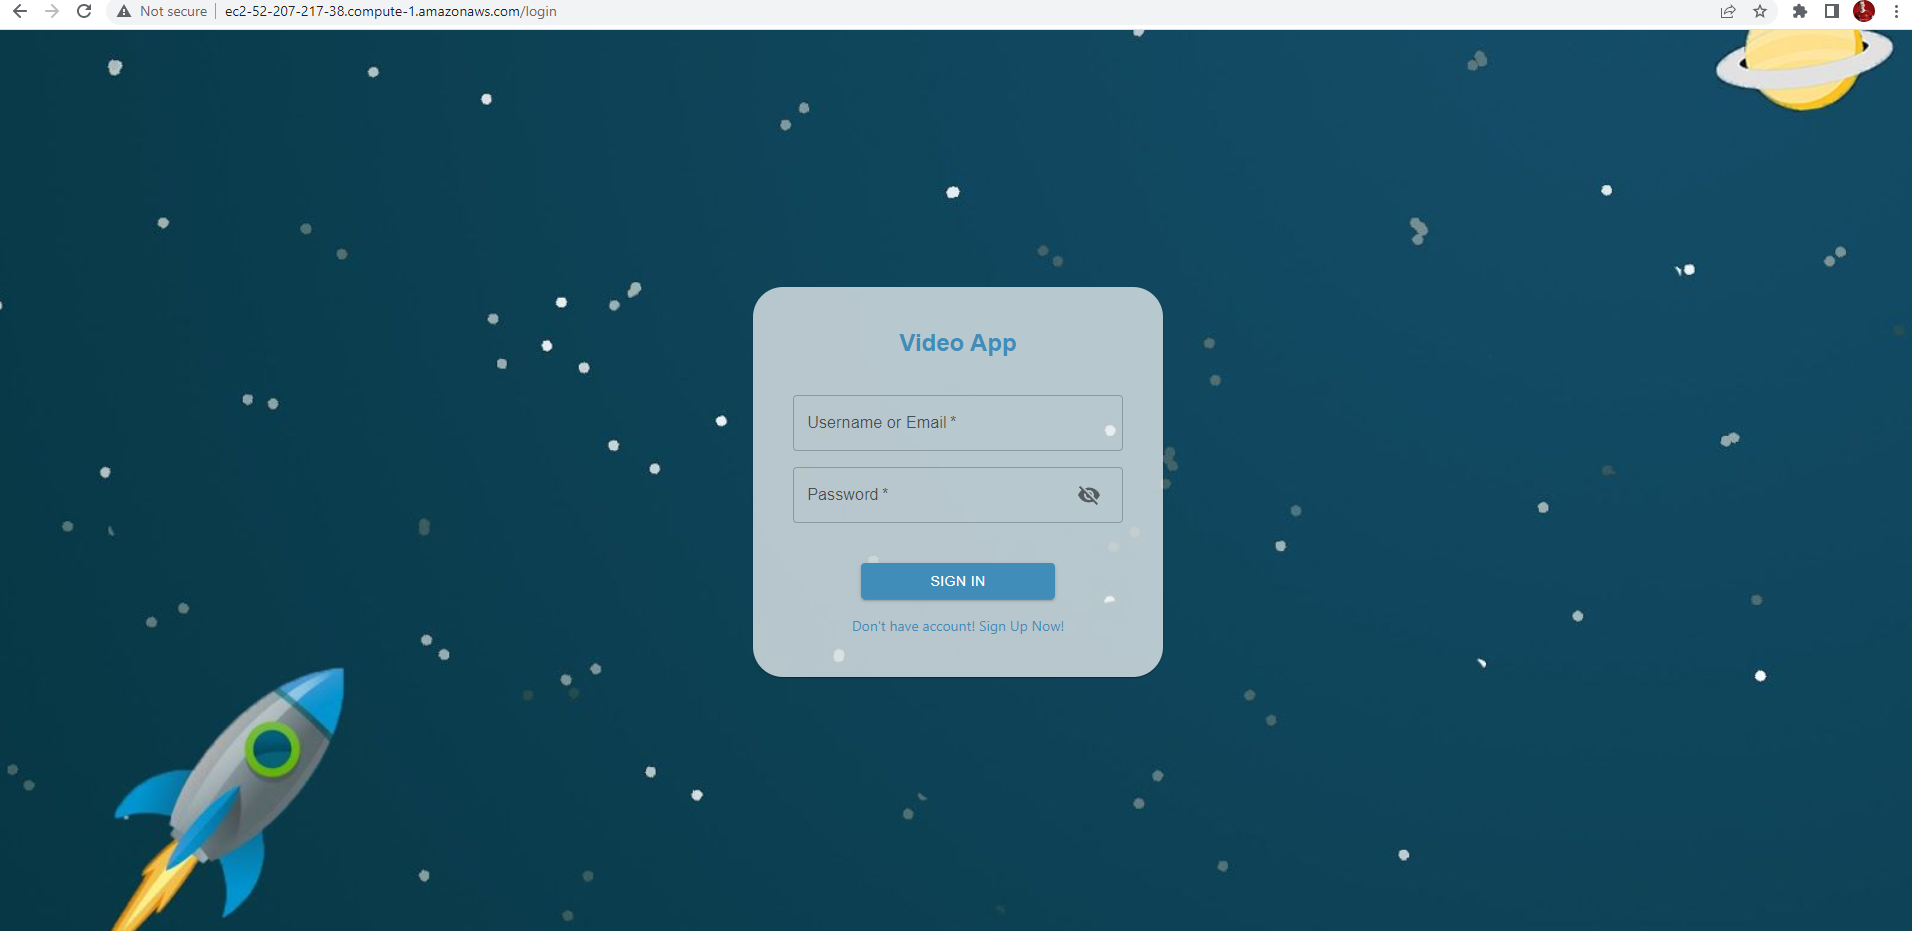 Not secure | ec2-52-207-217-38.compute-1.amazonaws.com/login
Video App
Username or Email *
Password *
SIGN IN
Don't have account! Sign Up Now!